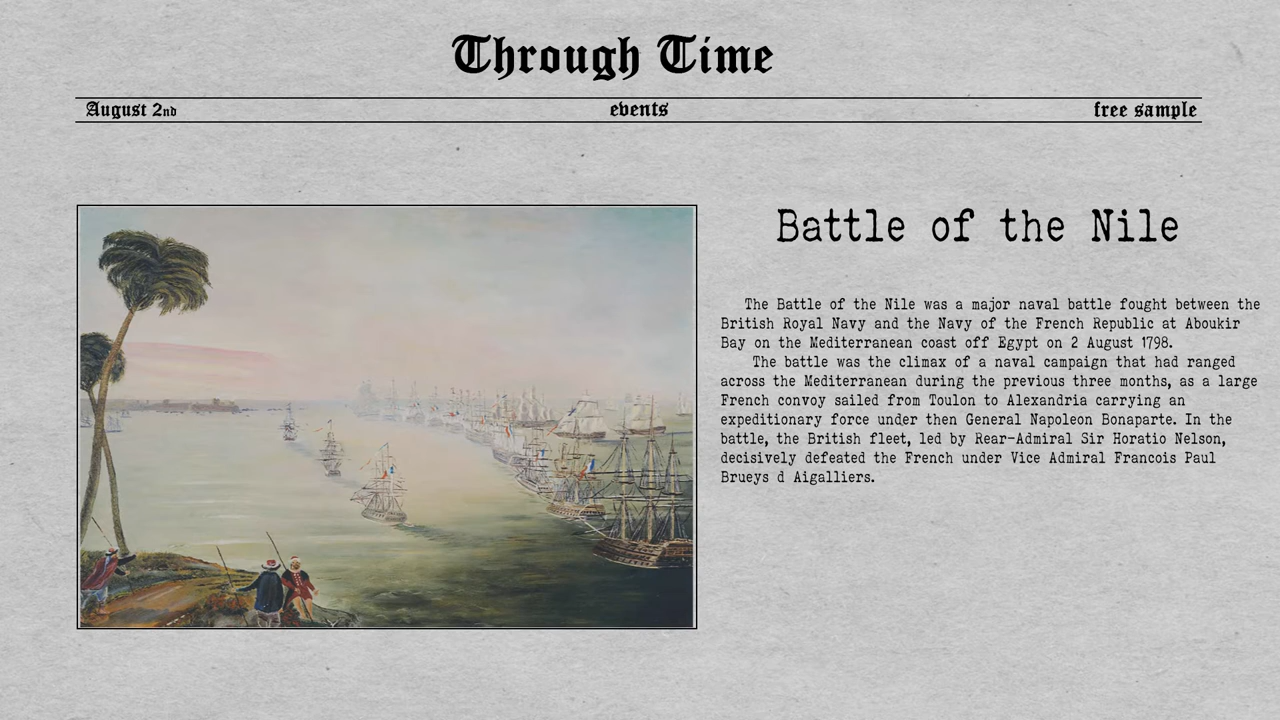 Through Time
August 2nd
events
free sample
Battle of the Nile
The Battle of the Nile was a major naval battle fought between the
British Royal Navy and the Navy of the French Republic at Aboukir
Bay on the Mediterranean coast off Egypt on 2 August 1798.
The battle was the climax of a naval campaign that had ranged
across the Mediterranean during the previous three months, as a large
French convoy sailed from Toulon to Alexandria carrying an
expeditionary force under then General Napoleon Bonaparte. In the
battle, the British fleet, led by Rear-Admiral Sir Horatio Nelson,
decisively defeated the French under Vice Admiral Francois Paul
Brueys d Aigalliers.